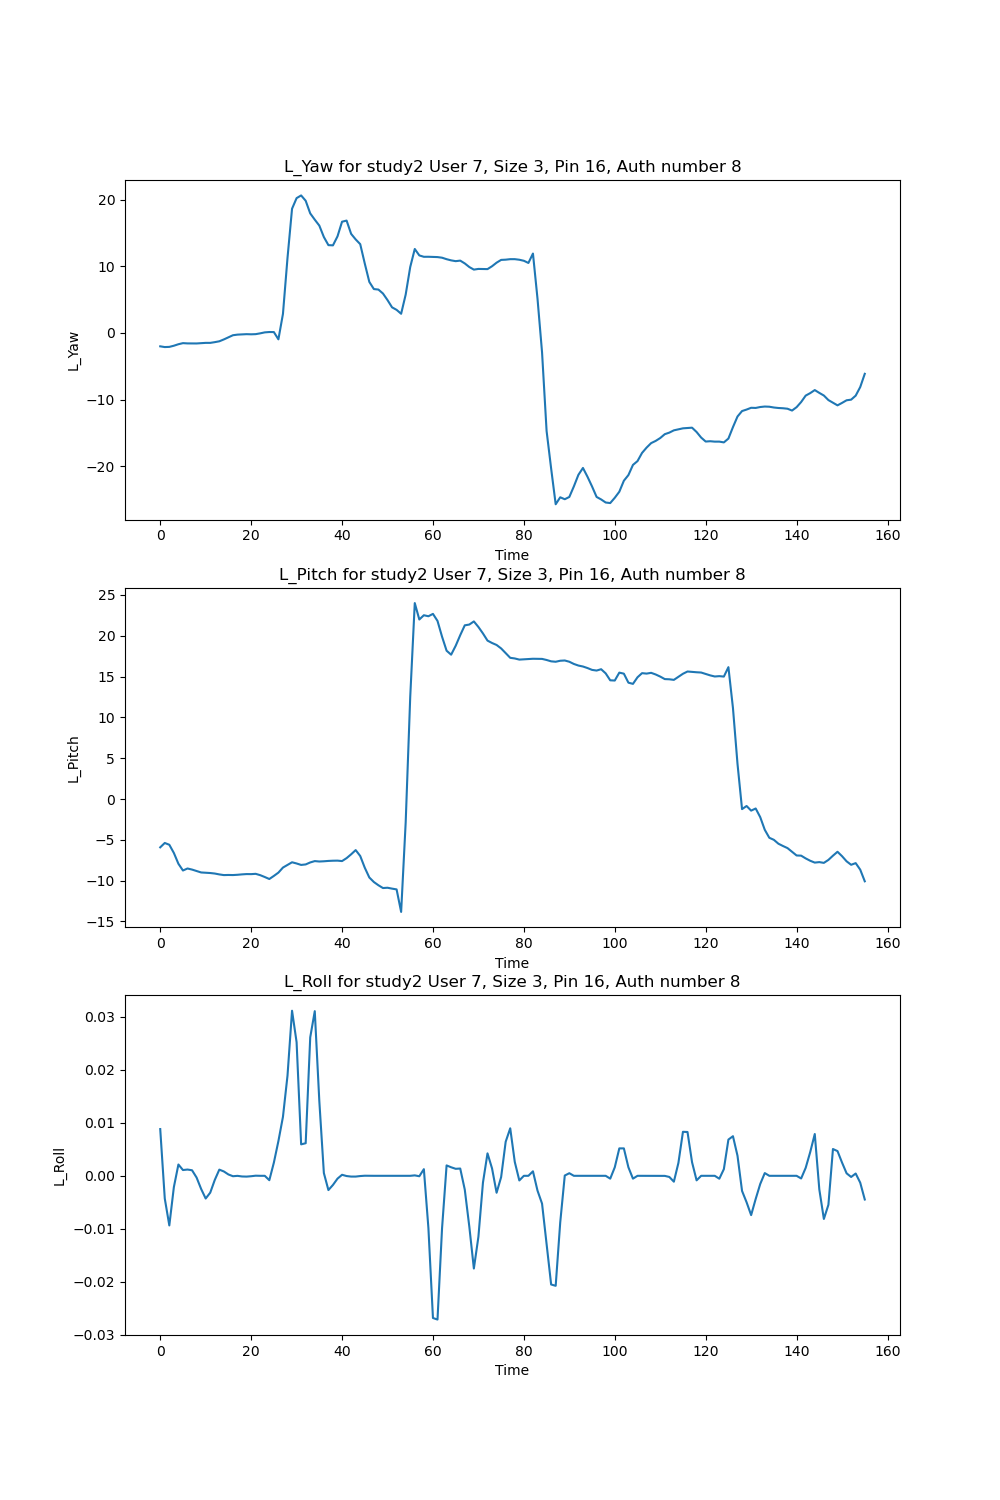 L_Yaw for study2 User 7, Size 3, Pin 16, Auth number 8
20
10
0
−10
−20
L_Yaw
0 20 40 60 80 100 120 140 160
Time
L_Pitch for study2 User 7, Size 3, Pin 16, Auth number 8
25
20
15
10
5
0
−5
−10
−15
L_Pitch
0 20 40 60 80 100 120 140 160
Time
L_Roll for study2 User 7, Size 3, Pin 16, Auth number 8
0.03
0.02
0.01
0.00
−0.01
−0.02
−0.03
L_Roll
0 20 40 60 80 100 120 140 160
Time